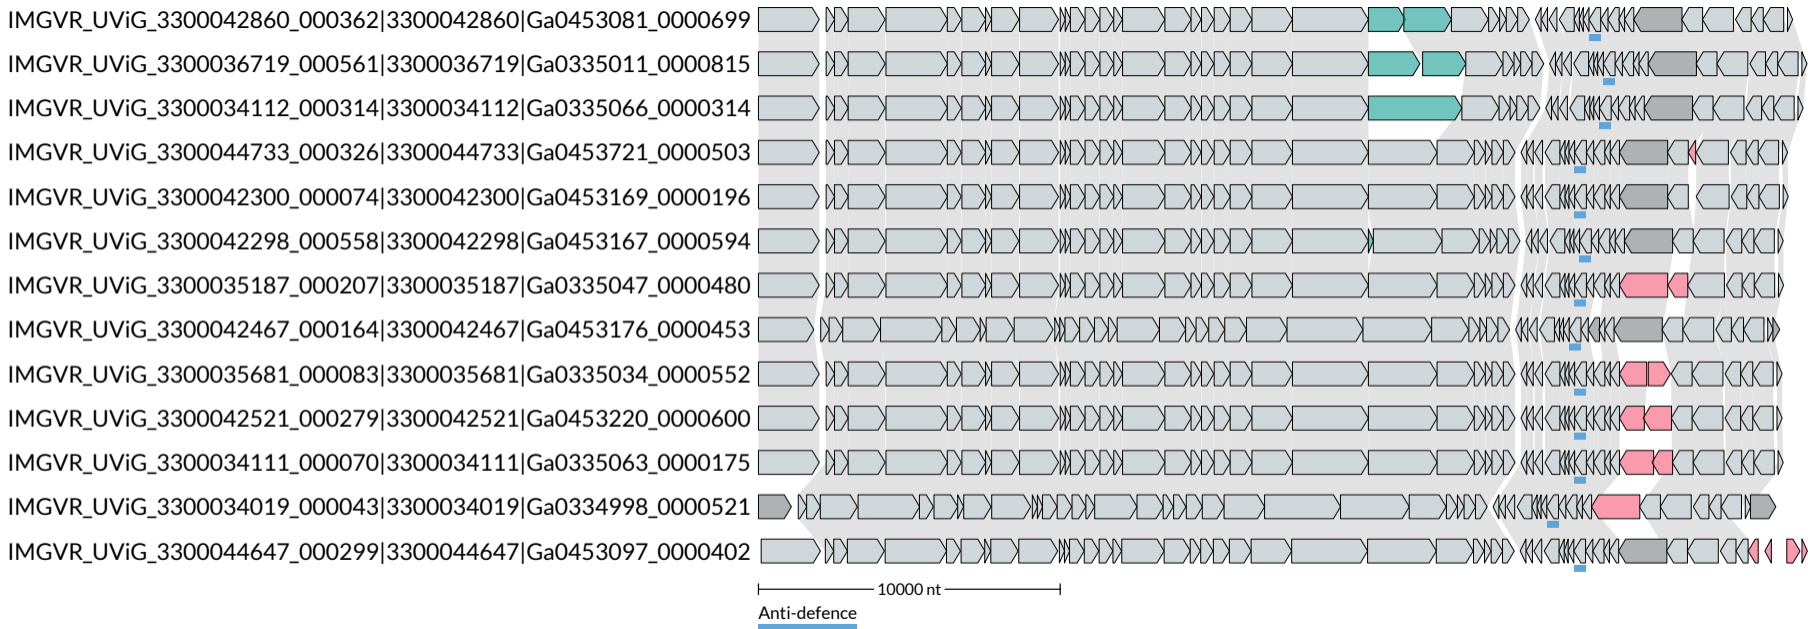 IMGVR_UViG_3300042860_000362|3300042860|Ga0453081_0000699
IMGVR_UViG_3300036719_000561|3300036719|Ga0335011_0000815
IMGVR_UViG_3300034112_000314|3300034112|Ga0335066_0000314
IMGVR_UViG_3300044733_000326|3300044733|Ga0453721_0000503
IMGVR_UViG_3300042300_000074|3300042300|Ga0453169_0000196
IMGVR_UViG_3300042298_000558|3300042298|Ga0453167_0000594
IMGVR_UViG_3300035187_000207|3300035187|Ga0335047_0000480
IMGVR_UViG_3300042467_000164|3300042467|Ga0453176_0000453
IMGVR_UViG_3300035681_000083|3300035681|Ga0335034_0000552
IMGVR_UViG_3300042521_000279|3300042521|Ga0453220_0000600
IMGVR_UViG_3300034111_000070|3300034111|Ga0335063_0000175
IMGVR_UViG_3300034019_000043|3300034019|Ga0334998_0000521
IMGVR_UViG_3300044647_000299|3300044647|Ga0453097_0000402
10000 nt
Anti-defence